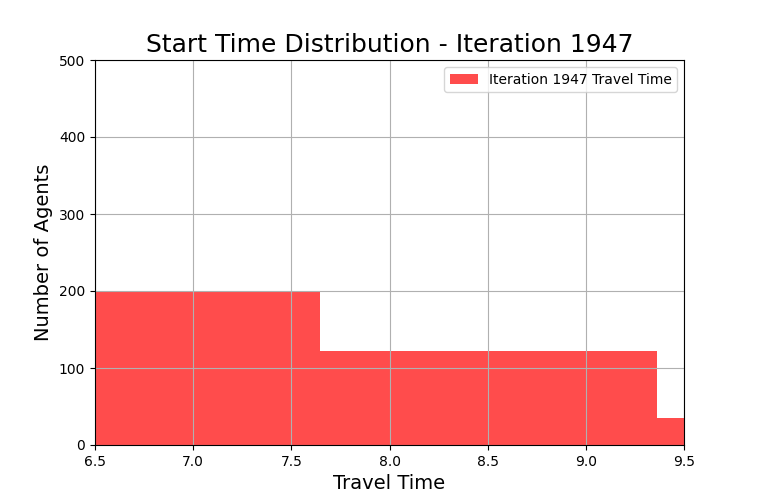 Start Time Distribution - Iteration 1947
Iteration 1947 Travel Time
Number of Agents
500
400
300
200
100
0
6.5 7.0 7.5 8.0 8.5 9.0 9.5
Travel Time